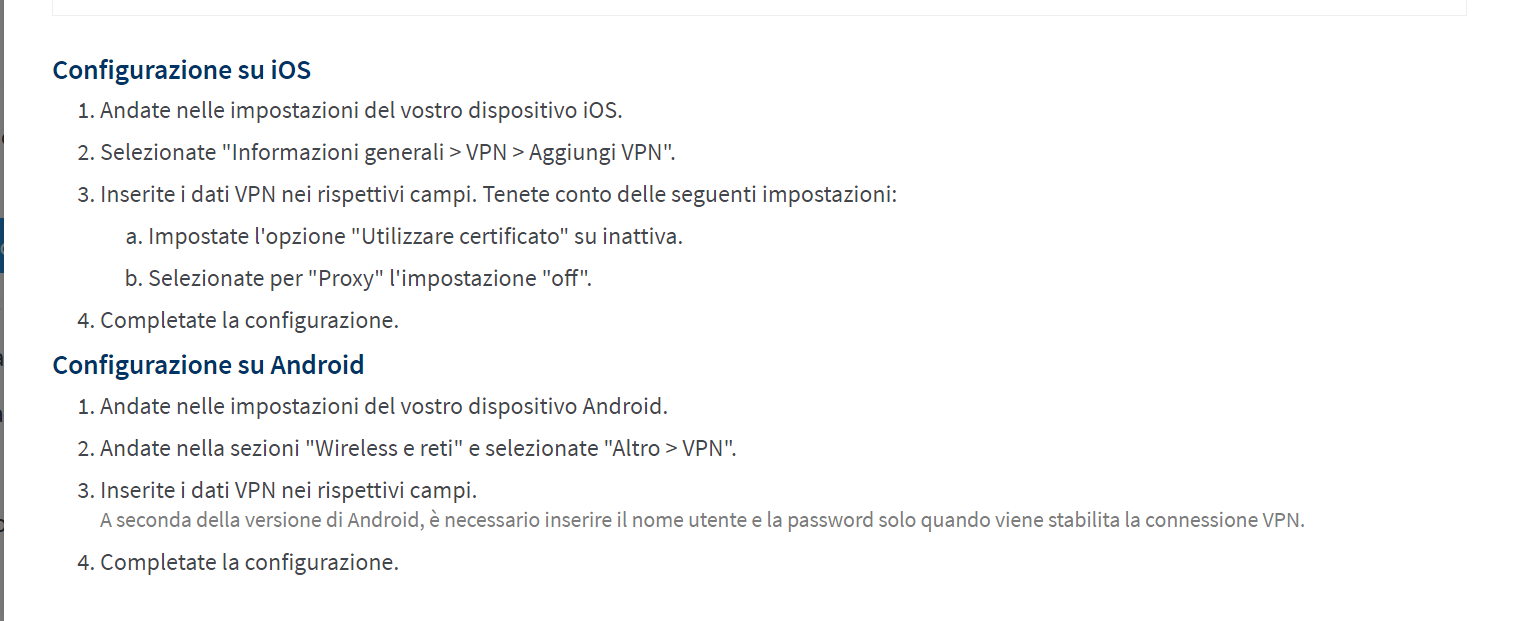 Configurazione su iOS
1. Andate nelle impostazioni del vostro dispositivo iOS.
2. Selezionate "Informazioni generali > VPN > Aggiungi VPN".
3. Inserite i dati VPN nei rispettivi campi. Tenete conto delle seguenti impostazioni:
a. Impostate l'opzione "Utilizzare certificato" su inattiva.
b. Selezionate per "Proxy" l'impostazione "off".
4. Completate la configurazione.
Configurazione su Android
1. Andate nelle impostazioni del vostro dispositivo Android.
2. Andate nella sezioni "Wireless e reti" e selezionate "Altro > VPN".
3. Inserite i dati VPN nei rispettivi campi.
A seconda della versione di Android, è necessario inserire il nome utente e la password solo quando viene stabilita la connessione VPN.
4. Completate la configurazione.